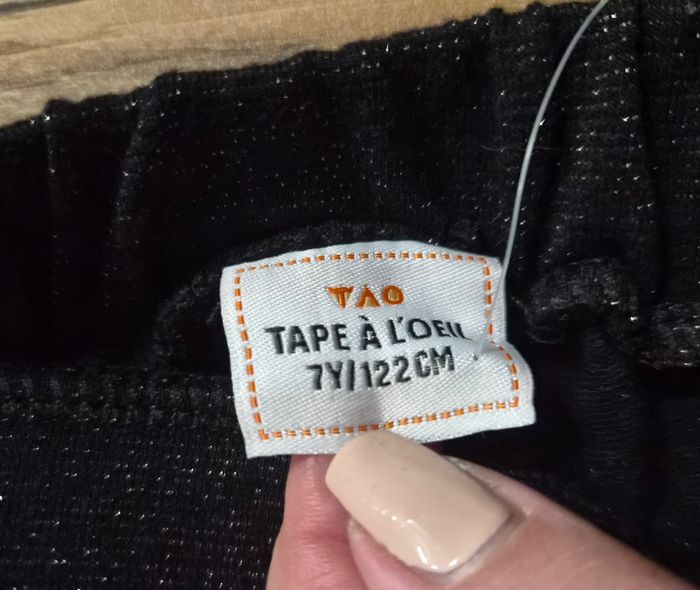 TAO
TAPE À L'OEIL
7Y/122CM